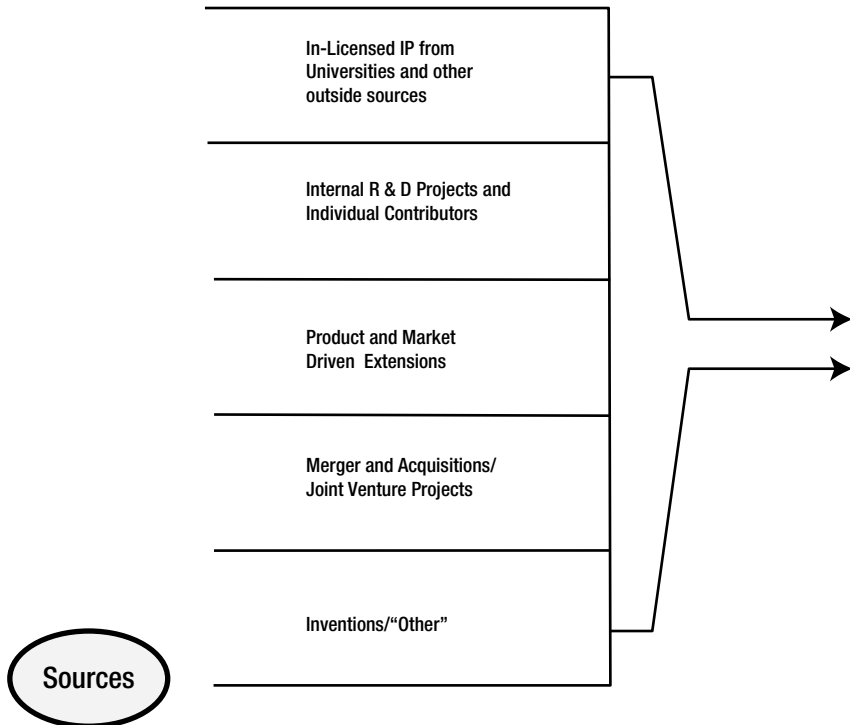 In-Licensed IP from
Universities and other
outside sources
Internal R & D Projects and
Individual Contributors
Product and Market
Driven Extensions
Merger and Acquisitions/
Joint Venture Projects
Inventions/“Other”
Sources